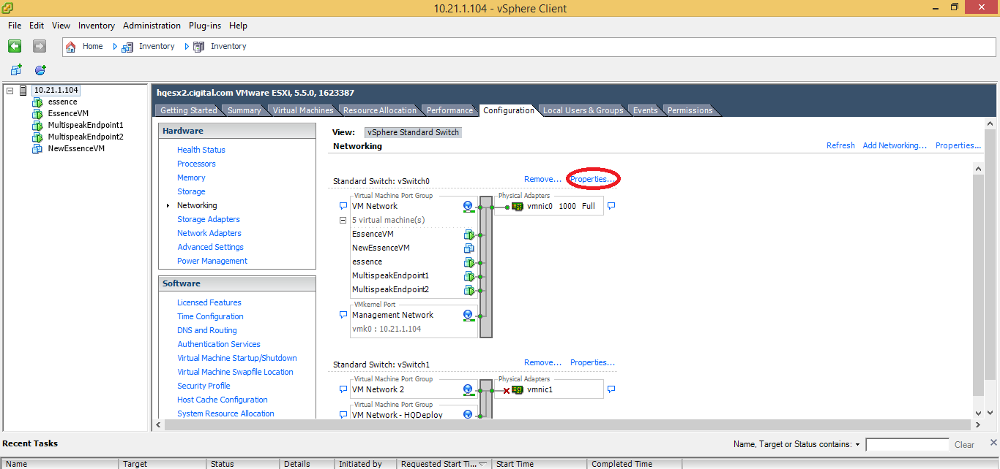 10.21.1.104 - vSphere Client
File Edit View Inventory Administration Plug-ins Help
Home Inventory Inventory
10.21.1.104
essence
EssenceVM
MultispeakEndpoint1
MultispeakEndpoint2
NewEssenceVM
hqesx2.cigital.com VMware ESXi, 5.5.0, 1623387
Getting Started Summary Virtual Machines Resource Allocation Performance Configuration Local Users & Groups Events Permissions
Hardware
Health Status
Processors
Memory
Storage
Networking
Storage Adapters
Network Adapters
Advanced Settings
Power Management
Software
Licensed Features
Time Configuration
DNS and Routing
Authentication Services
Virtual Machine Startup/Shutdown
Virtual Machine Swapfile Location
Security Profile
Host Cache Configuration
System Resource Allocation
View: vSphere Standard Switch
Networking
Refresh Add Networking... Properties...
Standard Switch: vSwitch0 Remove... Properties...
Virtual Machine Port Group Physical Adapters
VM Network vmnic0 1000 Full
5 virtual machine(s)
EssenceVM
NewEssenceVM
essence
MultispeakEndpoint1
MultispeakEndpoint2
VMkernel Port
Management Network
vmk0 : 10.21.1.104
Standard Switch: vSwitch1 Remove... Properties...
Virtual Machine Port Group Physical Adapters
VM Network 2 vmnic1
Virtual Machine Port Group
VM Network - HQDeploy
Recent Tasks
Name, Target or Status contains: Clear
Name Target Status Details Initiated by Requested Start Ti... Start Time Completed Time